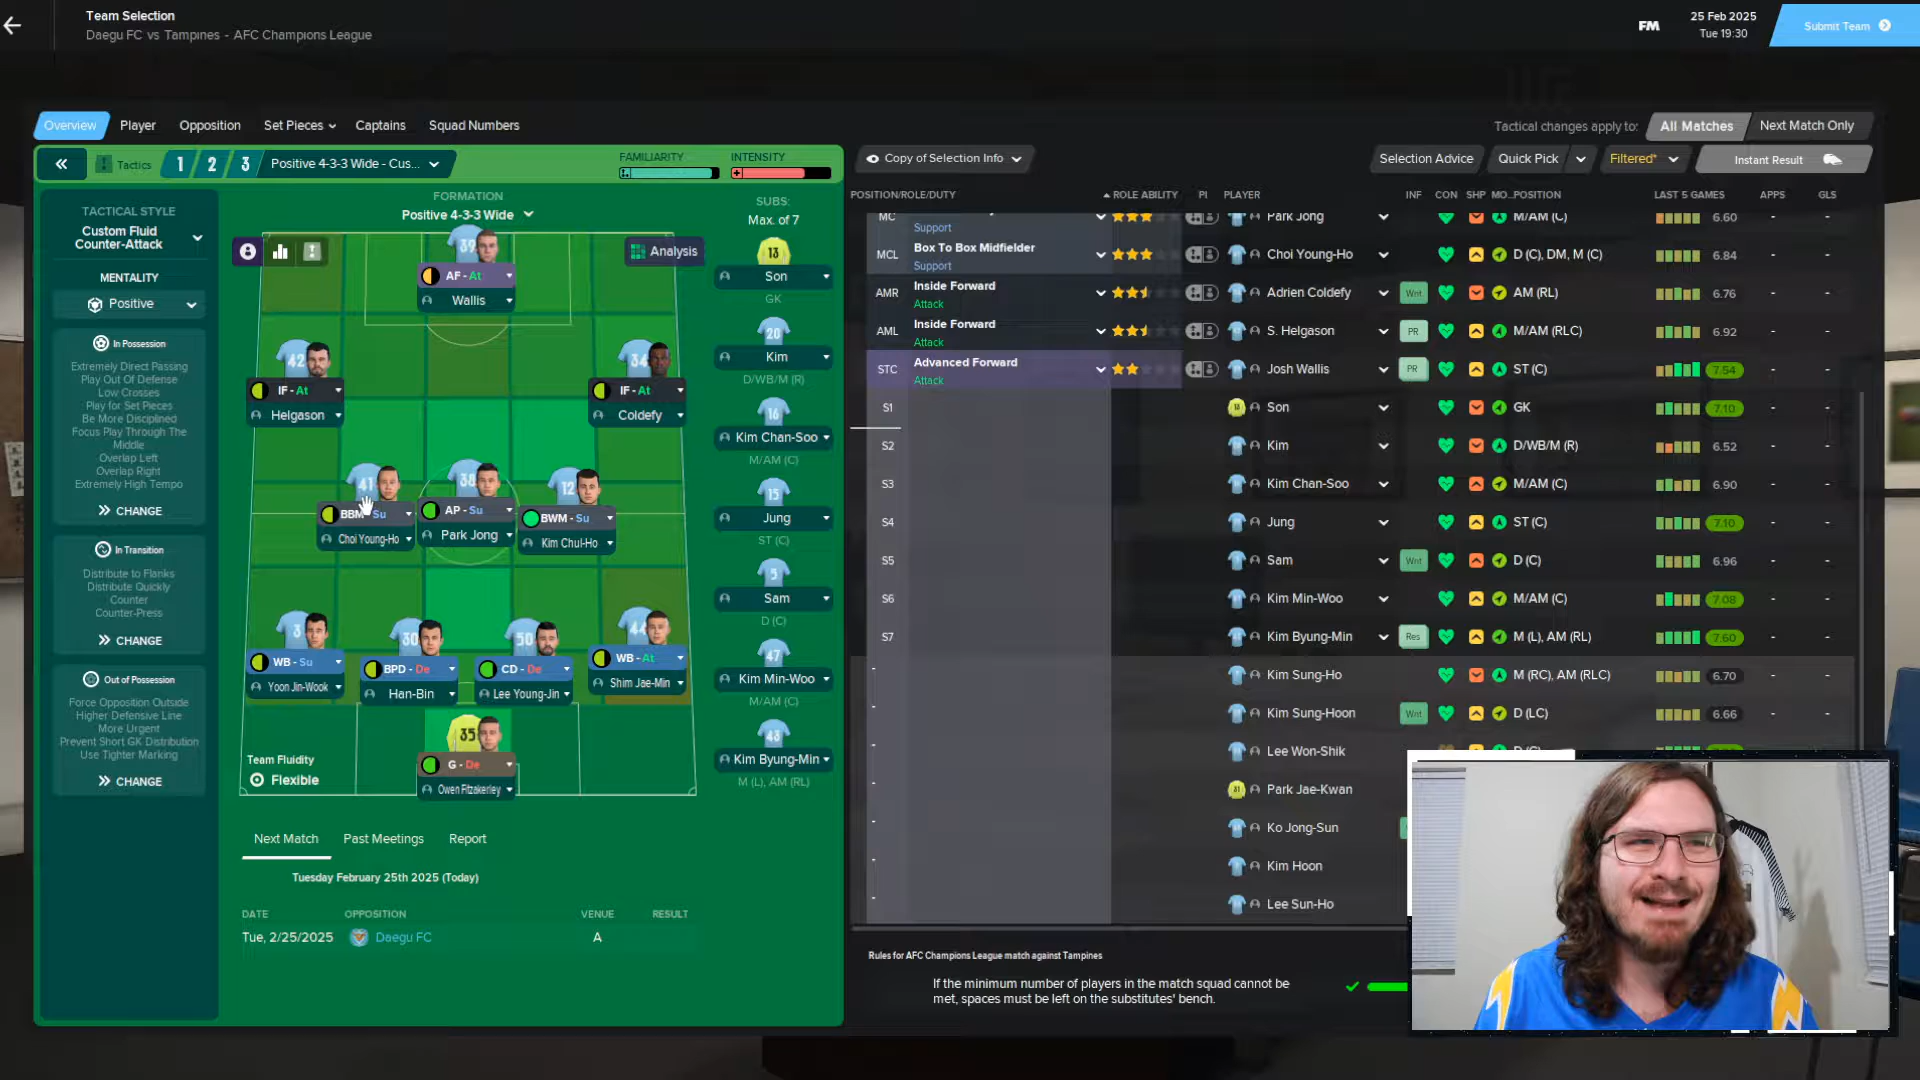 Team Selection
Daegu FC vs Tampines - AFC Champions League
FM
25 Feb 2025
Tue 19:30
Submit Team
Overview
Player
Opposition
Set Pieces
Captains
Squad Numbers
Tactical changes apply to:
All Matches
Next Match Only
Tactics
1
2
3
Positive 4-3-3 Wide - Cus...
FAMILIARITY
INTENSITY
TACTICAL STYLE
Custom Fluid
Counter-Attack
MENTALITY
Positive
In Possession
Extremely Direct Passing
Play Out Of Defense
Low Crosses
Play for Set Pieces
Be More Disciplined
Focus Play Through The
Middle
Overlap Left
Overlap Right
Extremely High Tempo
CHANGE
In Transition
Distribute to Flanks
Distribute Quickly
Counter
Counter-Press
CHANGE
Out of Possession
Force Opposition Outside
Higher Defensive Line
More Urgent
Prevent Short GK Distribution
Use Tighter Marking
CHANGE
FORMATION
Positive 4-3-3 Wide
Analysis
39
AF - At
Wallis
42
IF - At
Helgason
34
IF - At
Coldefy
41
BBM - Su
Choi Young-Ho
38
AP - Su
Park Jong
12
BWM - Su
Kim Chul-Ho
3
WB - Su
Yoon Jin-Wook
30
BPD - De
Han-Bin
50
CD - De
Lee Young-Jin
44
WB - At
Shim Jae-Min
35
G - De
Owen Fitzakerley
Team Fluidity
Flexible
SUBS:
Max. of 7
13
Son
GK
20
Kim
D/WB/M (R)
16
Kim Chan-Soo
M/AM (C)
15
Jung
ST (C)
5
Sam
D (C)
47
Kim Min-Woo
M/AM (C)
43
Kim Byung-Min
M (L), AM (RL)
Next Match
Past Meetings
Report
Tuesday February 25th 2025 (Today)
DATE
OPPOSITION
VENUE
RESULT
Tue, 2/25/2025
Daegu FC
A
Copy of Selection Info
Selection Advice
Quick Pick
Filtered*
Instant Result
POSITION/ROLE/DUTY
ROLE ABILITY
PI
PLAYER
INF
CON
SHP
MO...
POSITION
LAST 5 GAMES
APPS
GLS
MC
Support
Park Jong
M/AM (C)
6.60
- -
MCL
Box To Box Midfielder
Support
Choi Young-Ho
D (C), DM, M (C)
6.84
- -
AMR
Inside Forward
Attack
Adrien Coldefy
Wnt
AM (RL)
6.76
- -
AML
Inside Forward
Attack
S. Helgason
PR
M/AM (RLC)
6.92
- -
STC
Advanced Forward
Attack
Josh Wallis
PR
ST (C)
7.54
- -
S1
Son
GK
7.10
- -
S2
Kim
D/WB/M (R)
6.52
- -
S3
Kim Chan-Soo
M/AM (C)
6.90
- -
S4
Jung
ST (C)
7.10
- -
S5
Sam
Wnt
D (C)
6.96
- -
S6
Kim Min-Woo
M/AM (C)
7.08
- -
S7
Kim Byung-Min
Res
M (L), AM (RL)
7.60
- -
-
Kim Sung-Ho
M (RC), AM (RLC)
6.70
- -
-
Kim Sung-Hoon
Wnt
D (LC)
6.66
- -
-
Lee Won-Shik
-
Park Jae-Kwan
-
Ko Jong-Sun
-
Kim Hoon
-
Lee Sun-Ho
Rules for AFC Champions League match against Tampines
If the minimum number of players in the match squad cannot be
met, spaces must be left on the substitutes' bench.